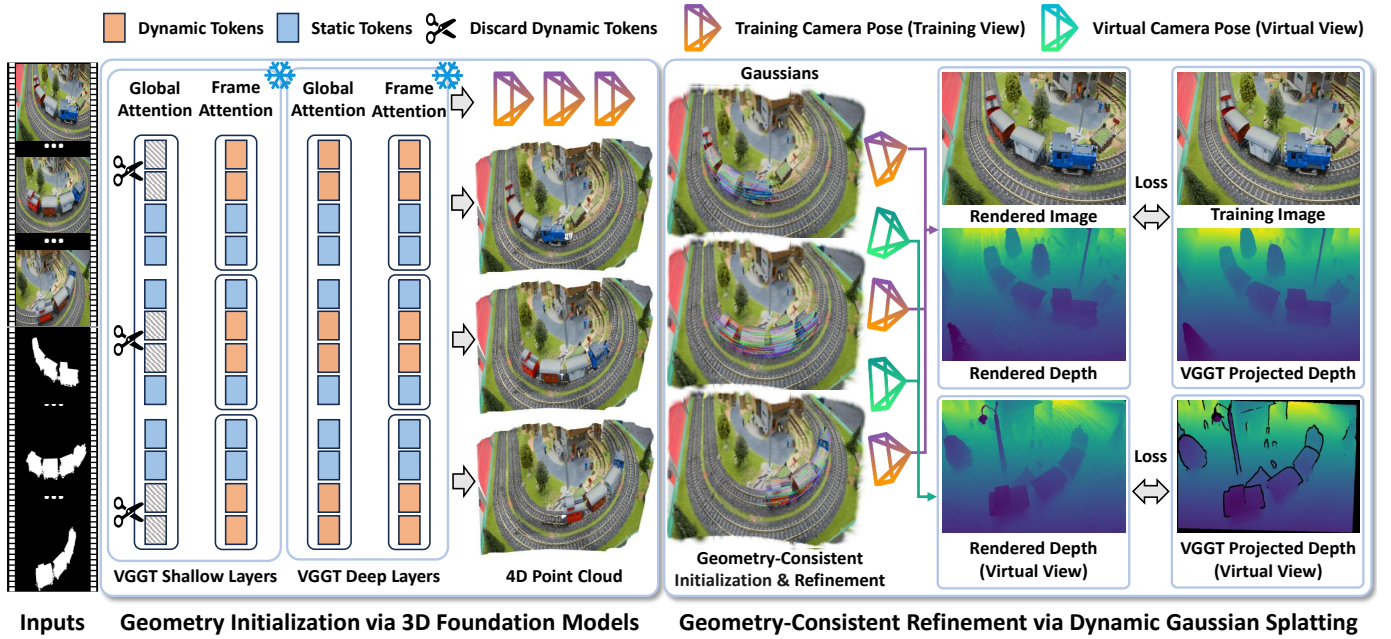 Dynamic Tokens
Static Tokens
Discard Dynamic Tokens
Training Camera Pose (Training View)
Virtual Camera Pose (Virtual View)
Global
Attention
Frame
Attention
Global
Attention
Frame
Attention
VGGT Shallow Layers
VGGT Deep Layers
4D Point Cloud
Gaussians
Geometry-Consistent
Initialization & Refinement
Rendered Image
Loss
Training Image
Rendered Depth
VGGT Projected Depth
Loss
Rendered Depth
(Virtual View)
VGGT Projected Depth
(Virtual View)
Inputs
Geometry Initialization via 3D Foundation Models
Geometry-Consistent Refinement via Dynamic Gaussian Splatting